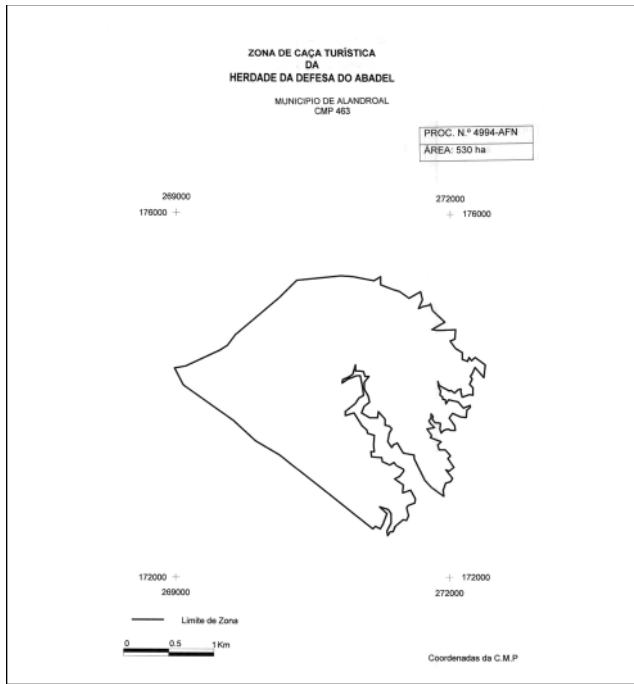 ZONA DE CAÇA TURÍSTICA
DA
HERDADE DA DEFESA DO ABADEL
MUNICIPIO DE ALANDROAL
CMP 463
PROC. N.º 4994-AFN
ÁREA: 530 ha
269000
272000
176000
176000
172000
172000
269000
272000
Limite de Zona
0 0.5 1 Km
Coordenadas da C.M.P